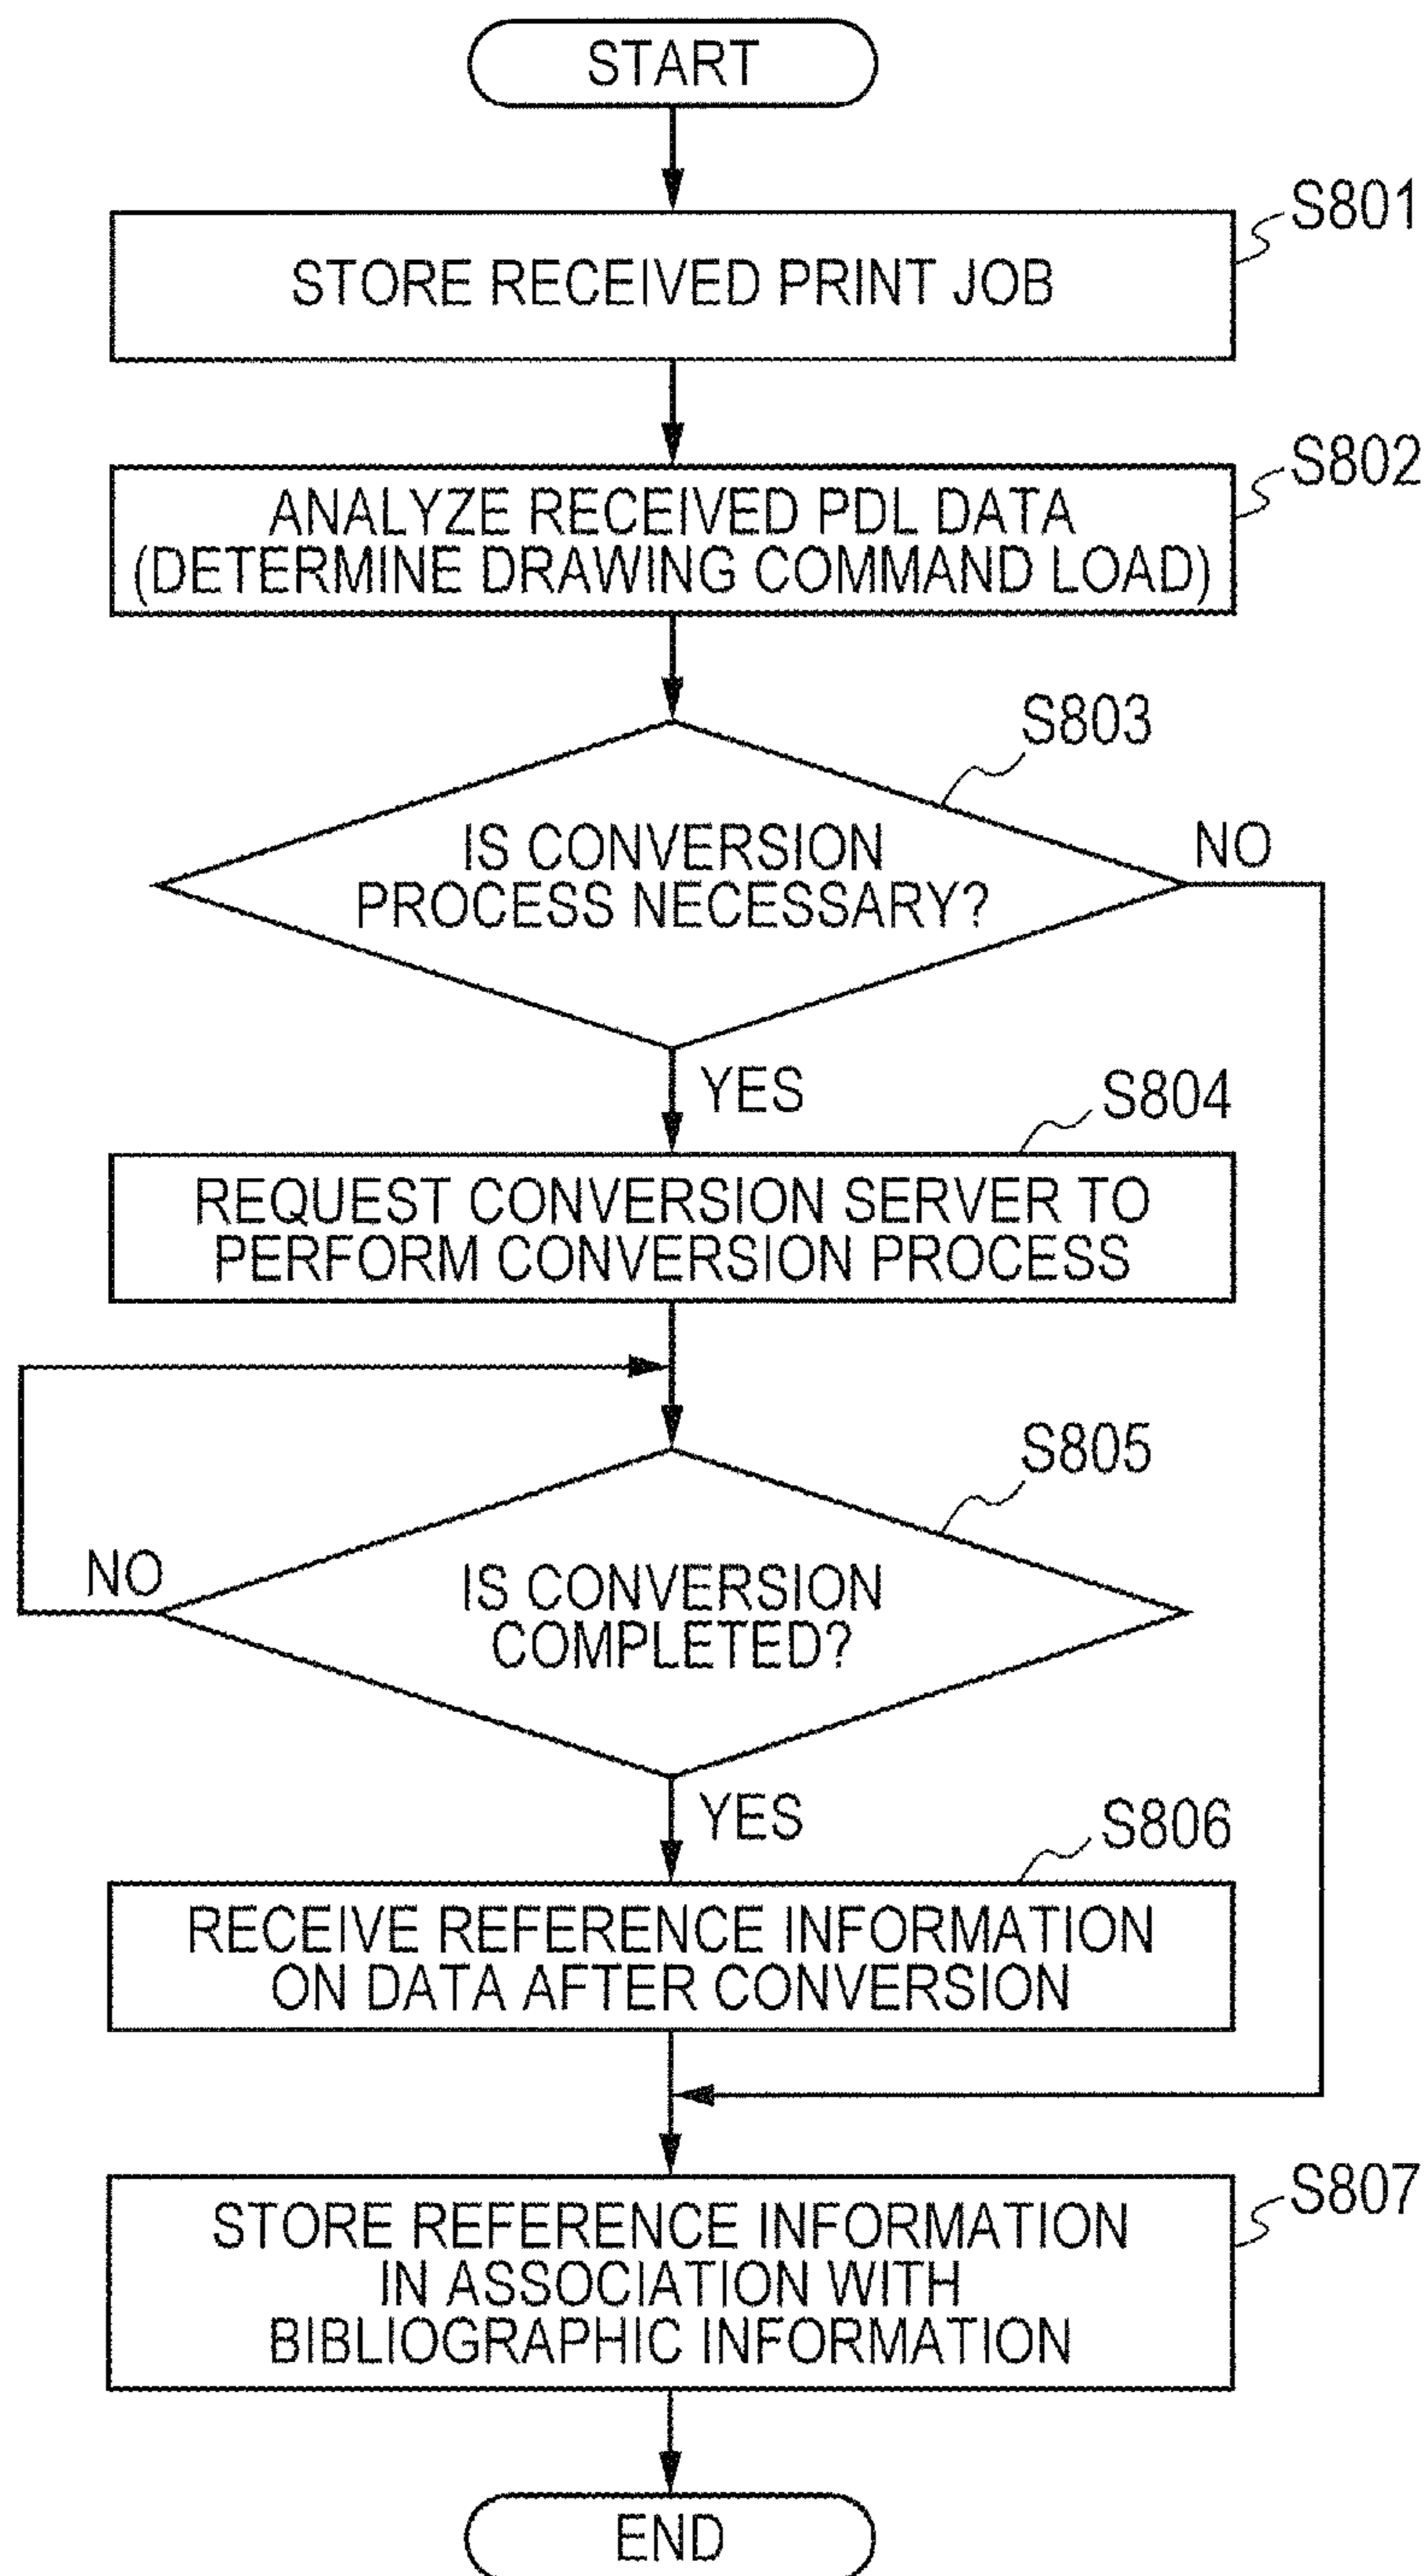 START
S801
STORE RECEIVED PRINT JOB
S802
ANALYZE RECEIVED PDL DATA
(DETERMINE DRAWING COMMAND LOAD)
S803
IS CONVERSION
PROCESS NECESSARY?
NO
YES
S804
REQUEST CONVERSION SERVER TO
PERFORM CONVERSION PROCESS
S805
NO
IS CONVERSION
COMPLETED?
YES
S806
RECEIVE REFERENCE INFORMATION
ON DATA AFTER CONVERSION
S807
STORE REFERENCE INFORMATION
IN ASSOCIATION WITH
BIBLIOGRAPHIC INFORMATION
END